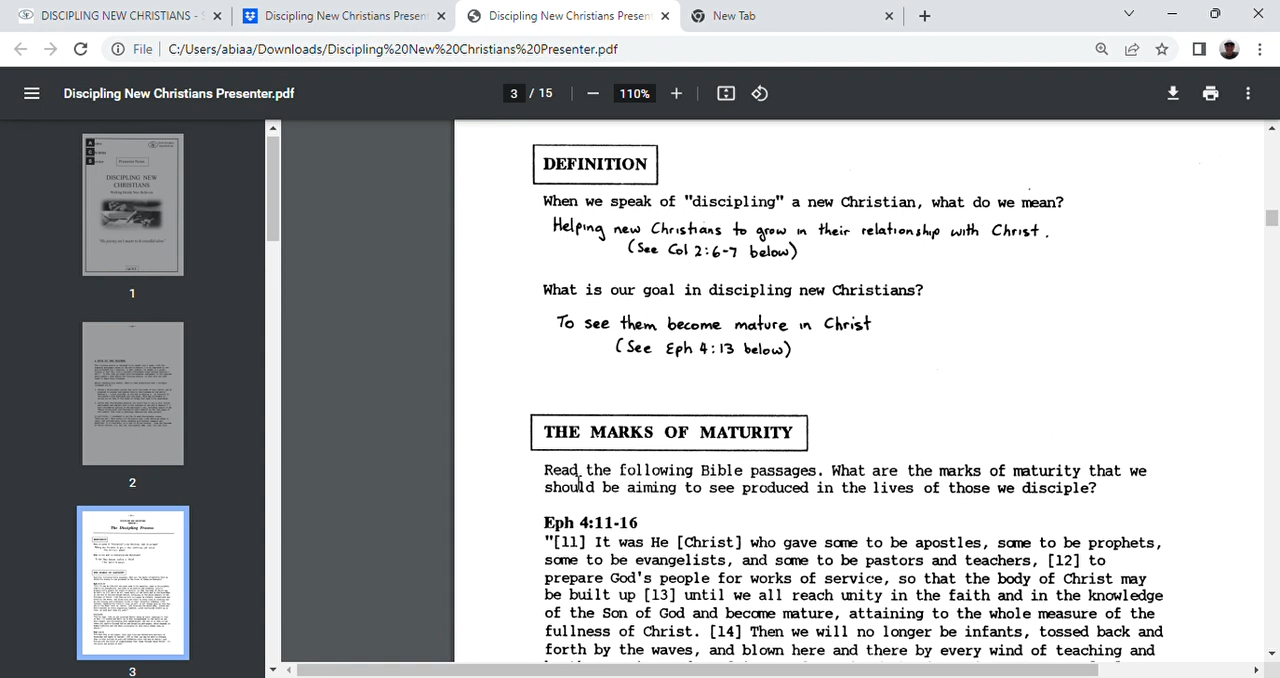 DISCIPLING NEW CHRISTIANS - S
Discipling New Christians Presen
Discipling New Christians Presen
New Tab
File
C:/Users/abiaa/Downloads/Discipling%20New%20Christians%20Presenter.pdf
Discipling New Christians Presenter.pdf
3 / 15
110%
DISCIPLING NEW
CHRISTIANS
1
2
3
DEFINITION
When we speak of "discipling" a new Christian, what do we mean?
Helping new Christians to grow in their relationship with Christ.
(See Col 2:6-7 below)
What is our goal in discipling new Christians?
To see them become mature in Christ
(See Eph 4:13 below)
THE MARKS OF MATURITY
Read the following Bible passages. What are the marks of maturity that we
should be aiming to see produced in the lives of those we disciple?
Eph 4:11-16
"[11] It was He [Christ] who gave some to be apostles, some to be prophets,
some to be evangelists, and some to be pastors and teachers, [12] to
prepare God's people for works of service, so that the body of Christ may
be built up [13] until we all reach unity in the faith and in the knowledge
of the Son of God and become mature, attaining to the whole measure of the
fullness of Christ. [14] Then we will no longer be infants, tossed back and
forth by the waves, and blown here and there by every wind of teaching and